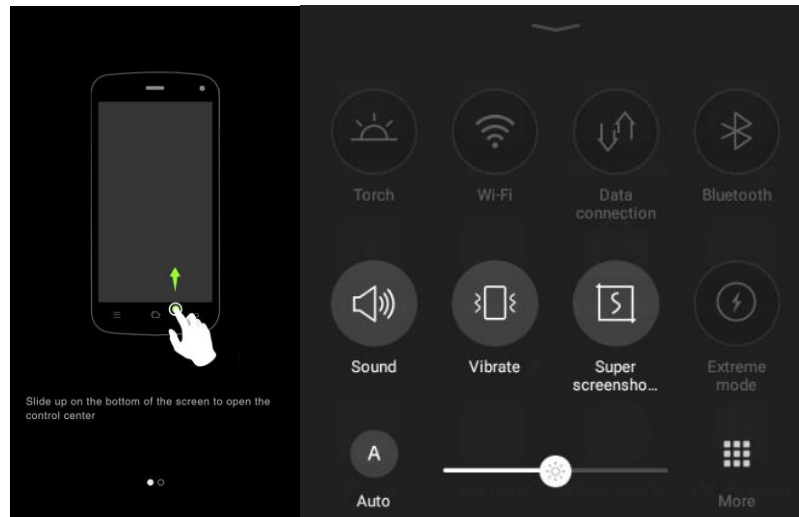 Slide up on the bottom of the screen to open the
control center
Torch
Wi-Fi
Data
connection
Bluetooth
Sound
Vibrate
Super
screensho...
Extreme
mode
A
Auto
More